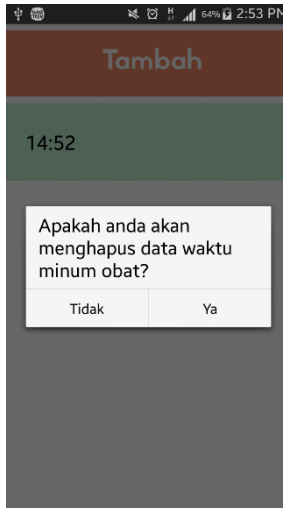 64% 2:53 PM
Tambah
14:52
Apakah anda akan
menghapus data waktu
minum obat?
Tidak Ya